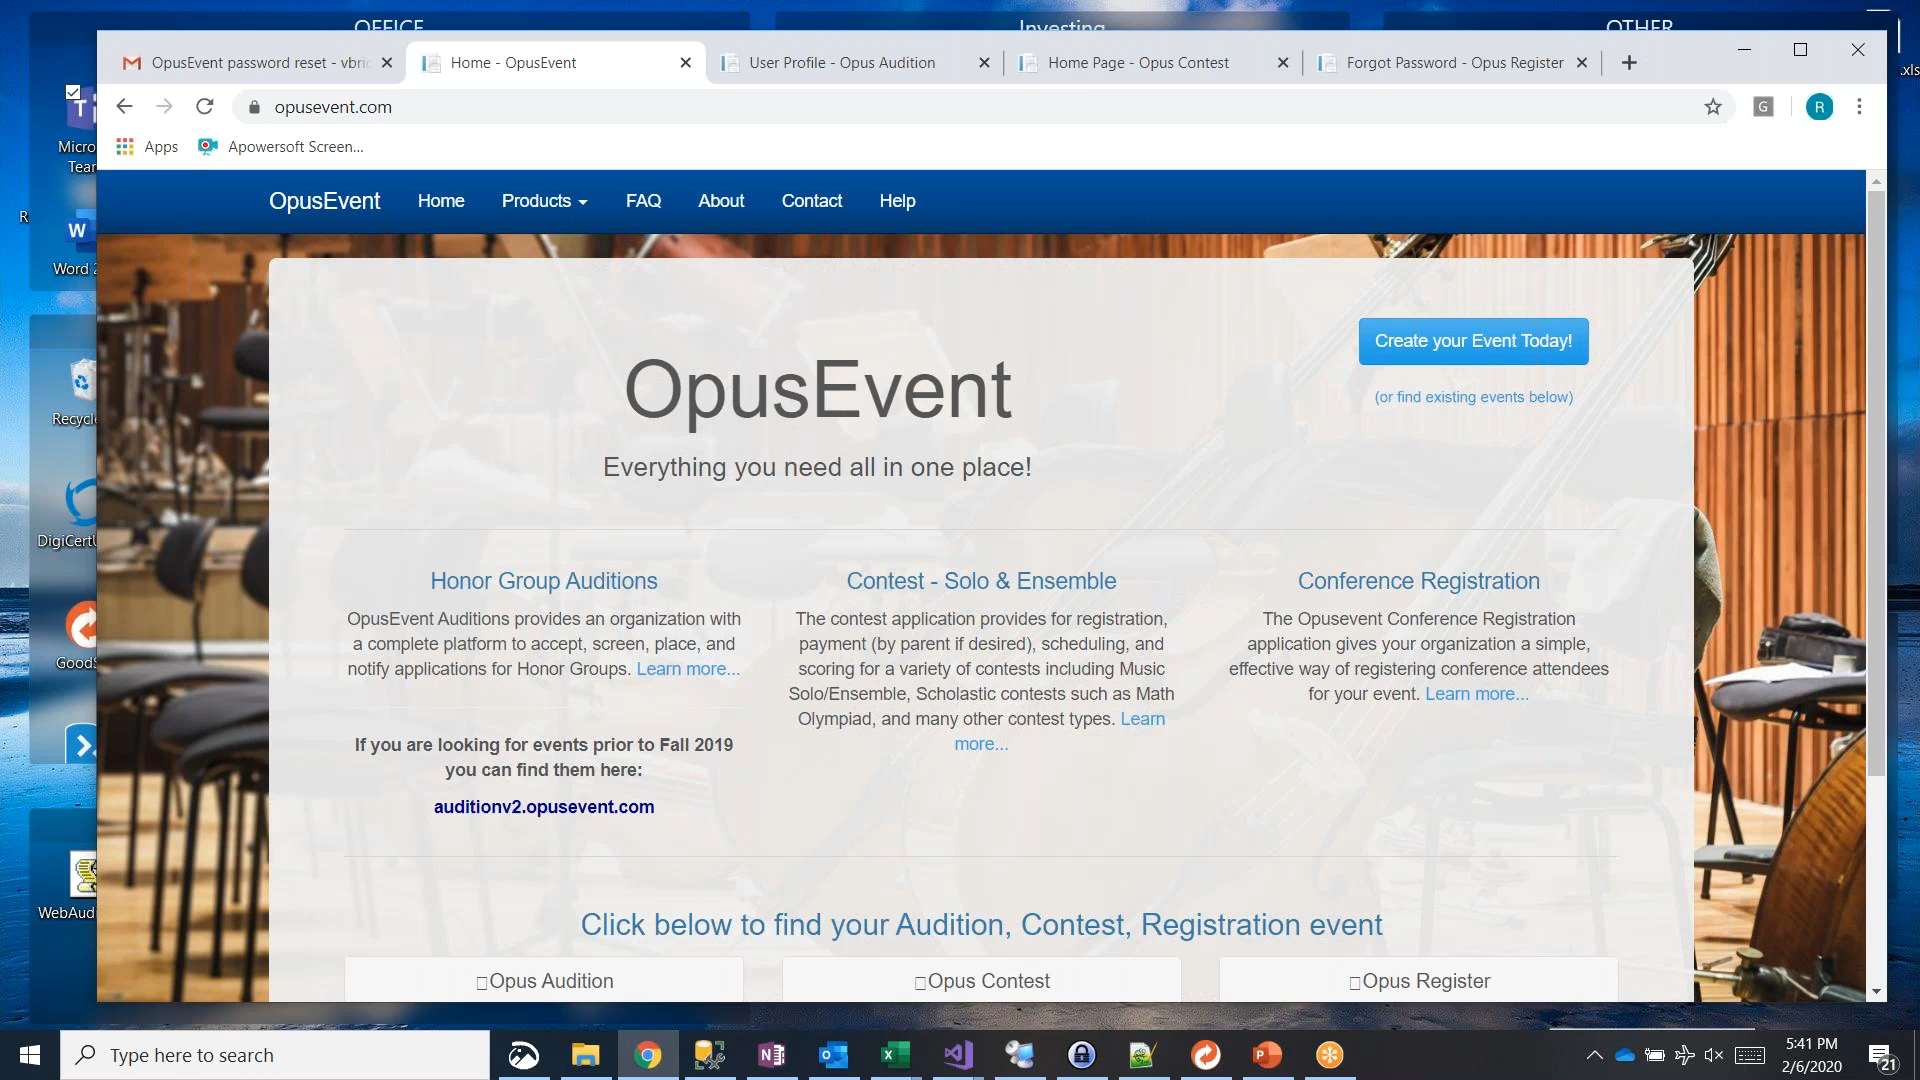 OFFICE
Investing
OTHER
OpusEvent password reset - vbric
Home - OpusEvent
User Profile - Opus Audition
Home Page - Opus Contest
Forgot Password - Opus Register
opusevent.com
G
R
Apps
Apowersoft Screen...
.xls
Micro
Tear
R
Word 2
Recycle
DigiCertU
GoodS
WebAud
OpusEvent
Home
Products
FAQ
About
Contact
Help
Create your Event Today!
(or find existing events below)
OpusEvent
Everything you need all in one place!
Honor Group Auditions
OpusEvent Auditions provides an organization with
a complete platform to accept, screen, place, and
notify applications for Honor Groups. Learn more...
If you are looking for events prior to Fall 2019
you can find them here:
auditionv2.opusevent.com
Contest - Solo & Ensemble
The contest application provides for registration,
payment (by parent if desired), scheduling, and
scoring for a variety of contests including Music
Solo/Ensemble, Scholastic contests such as Math
Olympiad, and many other contest types. Learn
more...
Conference Registration
The Opusevent Conference Registration
application gives your organization a simple,
effective way of registering conference attendees
for your event. Learn more...
Click below to find your Audition, Contest, Registration event
Opus Audition
Opus Contest
Opus Register
Type here to search
5:41 PM
2/6/2020
21